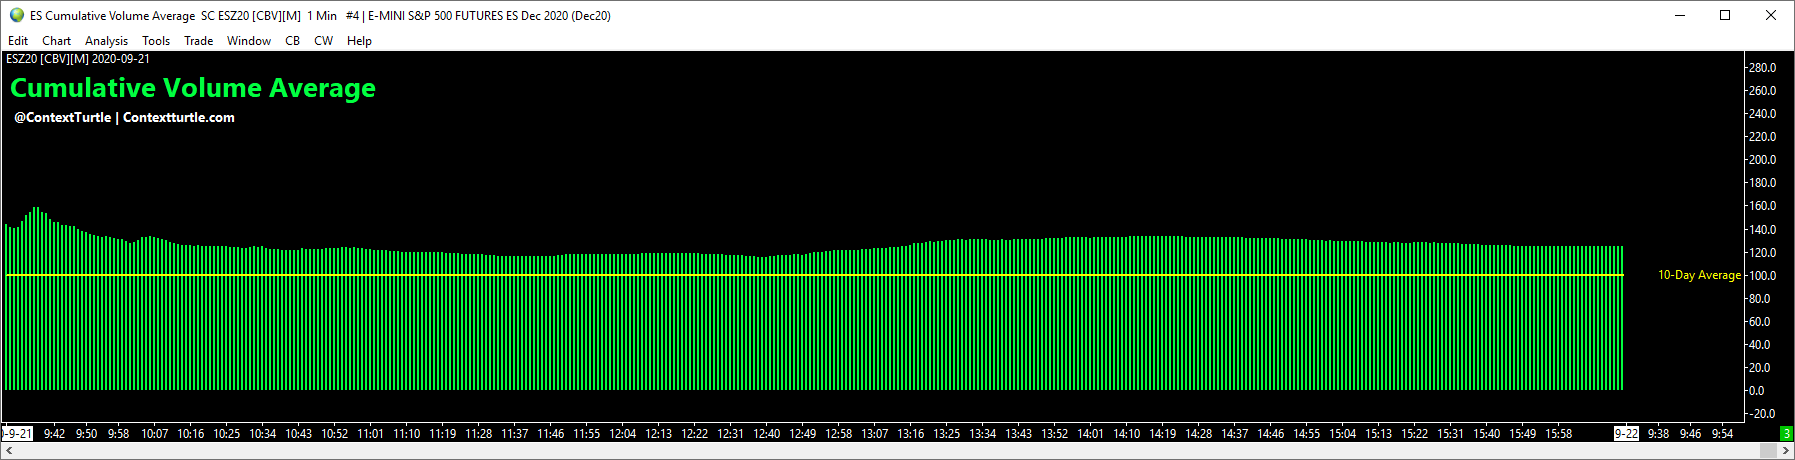 ES Cumulative Volume Average SC ESZ20 [CBV][M] 1 Min #4 | E-MINI S&P 500 FUTURES ES Dec 2020 (Dec20)
Edit Chart Analysis Tools Trade Window CB CW Help
ESZ20 [CBV][M] 2020-09-21
Cumulative Volume Average
@ContextTurtle | Contextturtle.com
280.0
260.0
240.0
220.0
200.0
180.0
160.0
140.0
120.0
10-Day Average 100.0
80.0
60.0
40.0
20.0
0.0
-20.0
-9-21 9:42 9:50 9:58 10:07 10:16 10:25 10:34 10:43 10:52 11:01 11:10 11:19 11:28 11:37 11:46 11:55 12:04 12:13 12:22 12:31 12:40 12:49 12:58 13:07 13:16 13:25 13:34 13:43 13:52 14:01 14:10 14:19 14:28 14:37 14:46 14:55 15:04 15:13 15:22 15:31 15:40 15:49 15:58 9-22 9:38 9:46 9:54 3